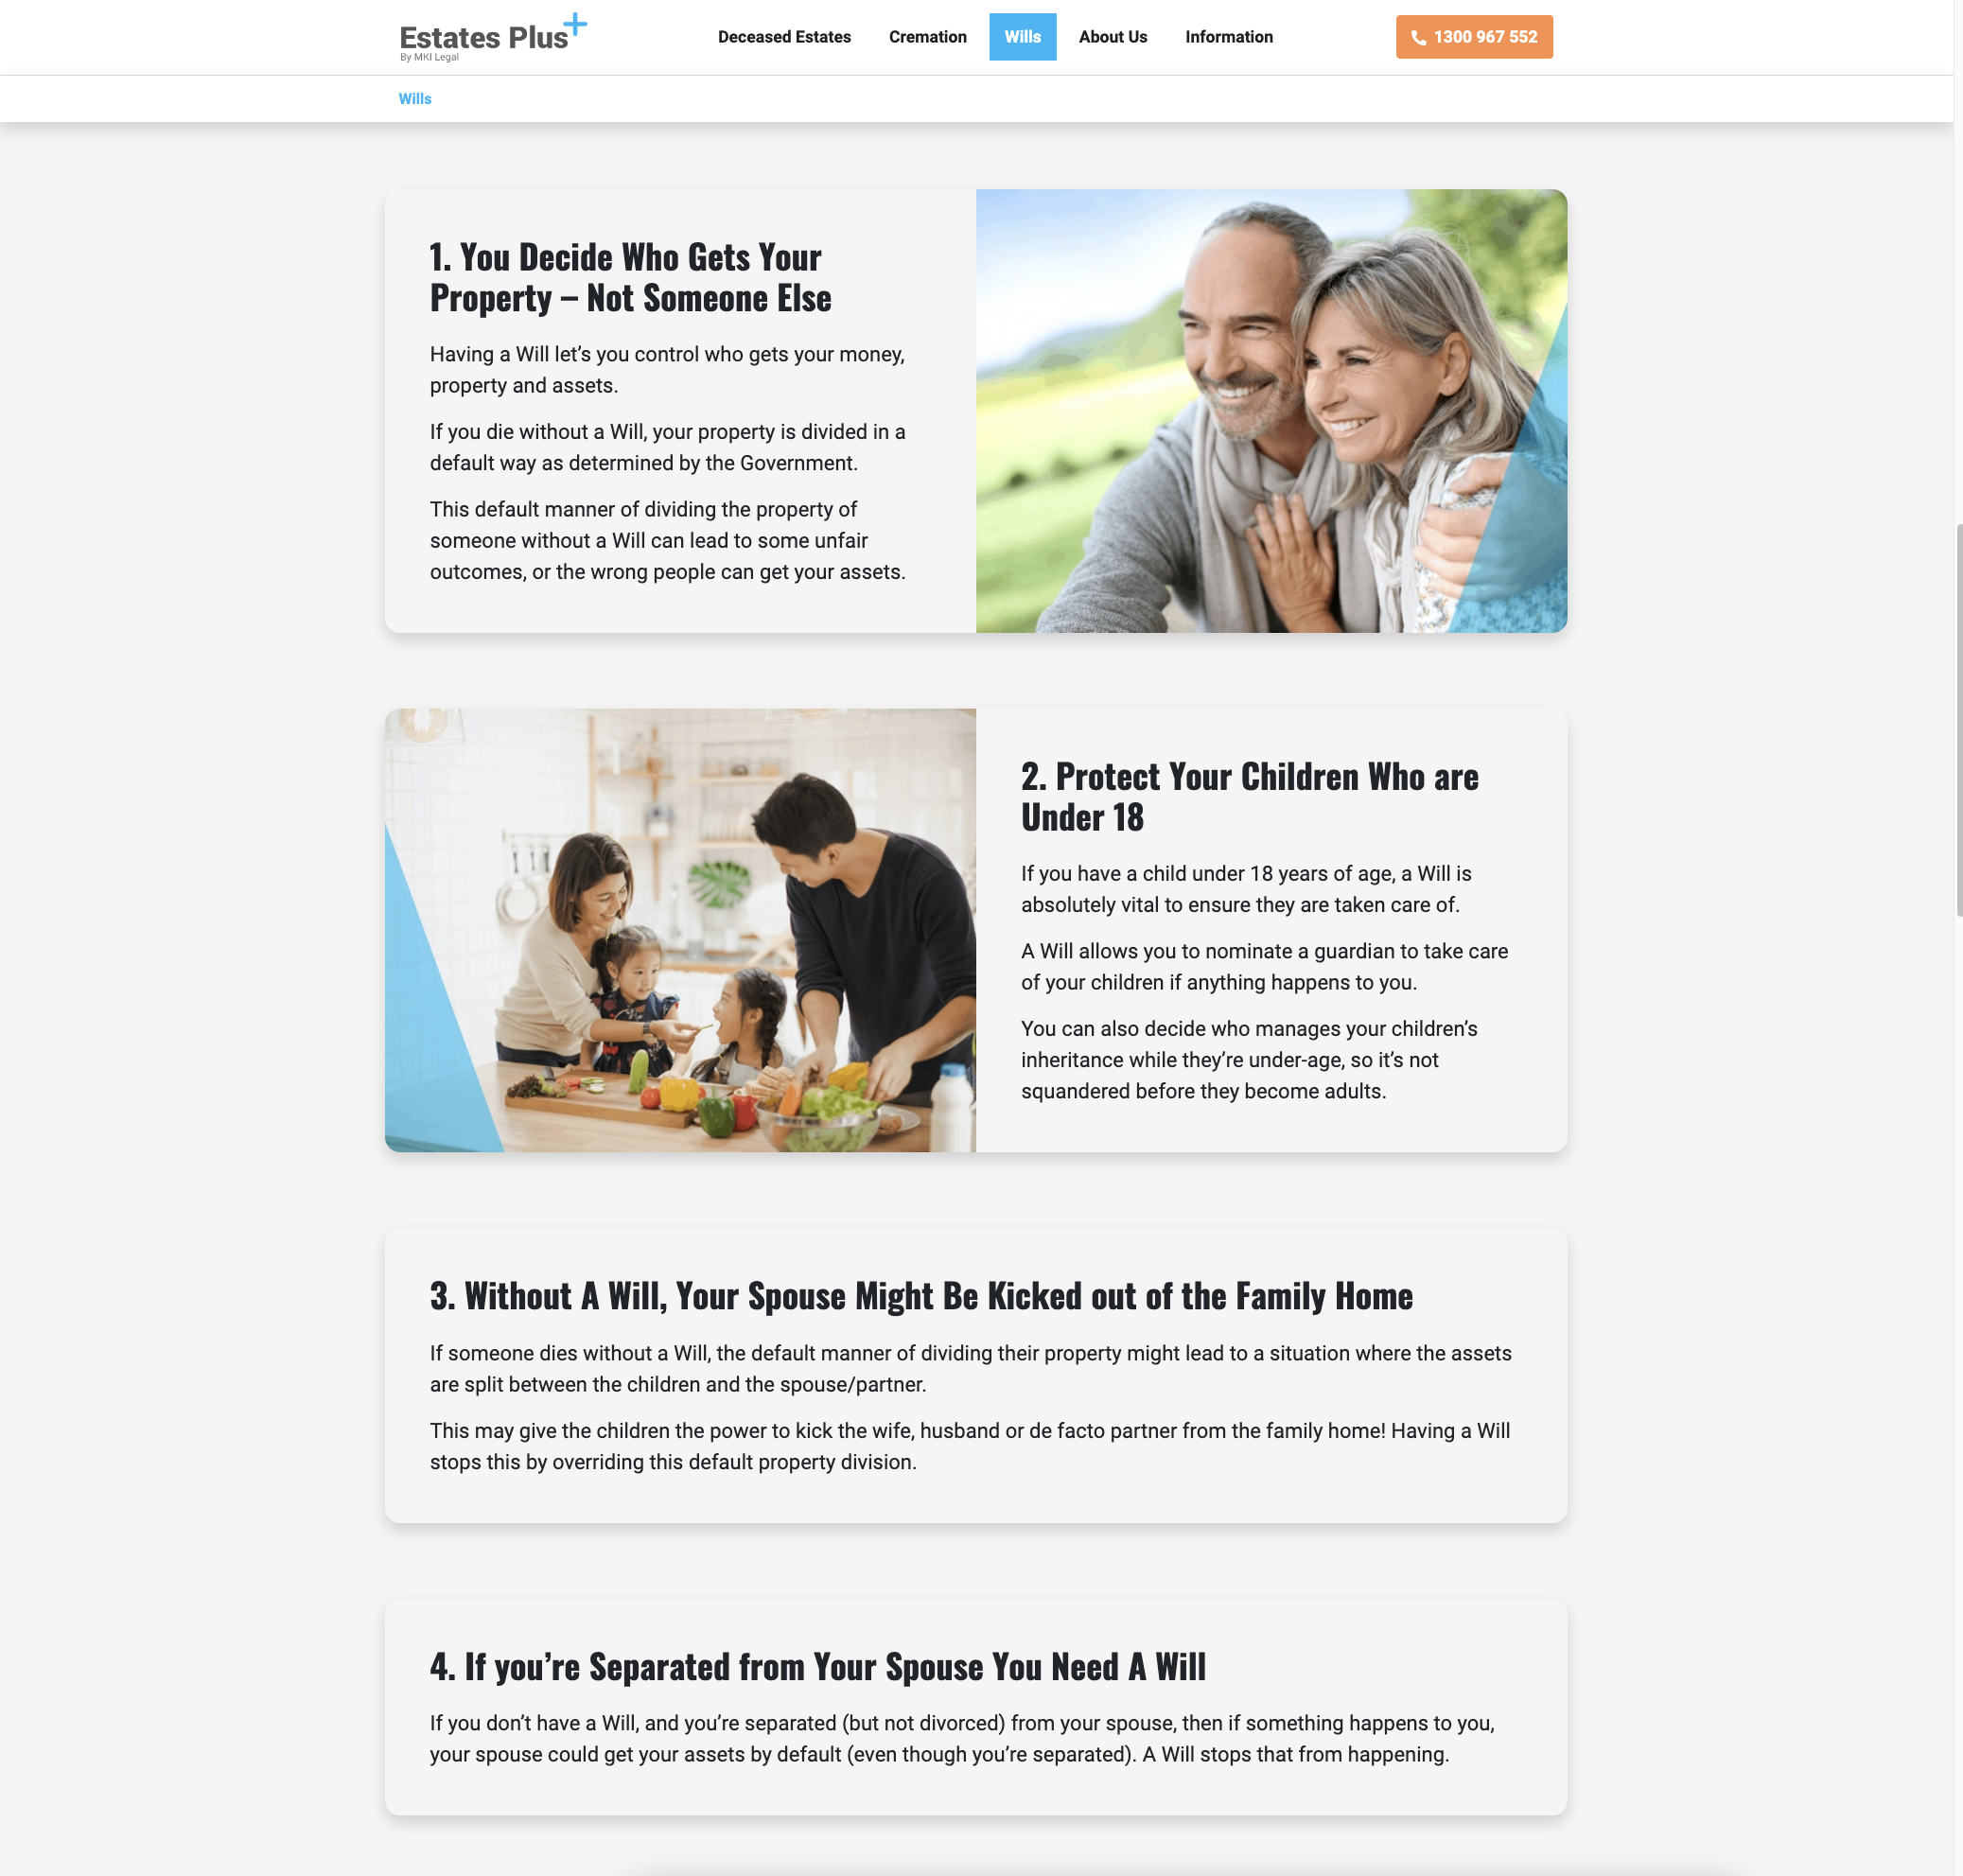 Estates Plus
By MKI Legal
Deceased Estates
Cremation
Wills
About Us
Information
1300 967 552
Wills
1. You Decide Who Gets Your
Property – Not Someone Else
Having a Will let’s you control who gets your money,
property and assets.
If you die without a Will, your property is divided in a
default way as determined by the Government.
This default manner of dividing the property of
someone without a Will can lead to some unfair
outcomes, or the wrong people can get your assets.
2. Protect Your Children Who are
Under 18
If you have a child under 18 years of age, a Will is
absolutely vital to ensure they are taken care of.
A Will allows you to nominate a guardian to take care
of your children if anything happens to you.
You can also decide who manages your children’s
inheritance while they’re under-age, so it’s not
squandered before they become adults.
3. Without A Will, Your Spouse Might Be Kicked out of the Family Home
If someone dies without a Will, the default manner of dividing their property might lead to a situation where the assets
are split between the children and the spouse/partner.
This may give the children the power to kick the wife, husband or de facto partner from the family home! Having a Will
stops this by overriding this default property division.
4. If you’re Separated from Your Spouse You Need A Will
If you don’t have a Will, and you’re separated (but not divorced) from your spouse, then if something happens to you,
your spouse could get your assets by default (even though you’re separated). A Will stops that from happening.